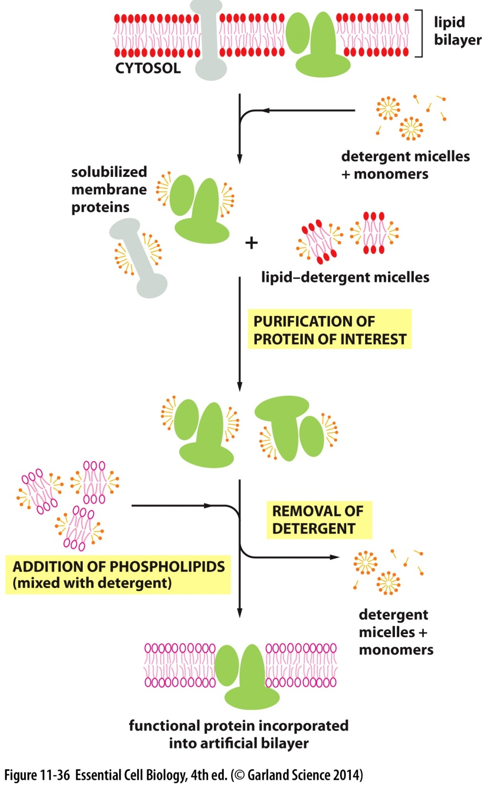 lipid
bilayer
CYTOSOL
detergent micelles
+ monomers
solubilized
membrane
proteins
+
lipid–detergent micelles
PURIFICATION OF
PROTEIN OF INTEREST
REMOVAL OF
DETERGENT
ADDITION OF PHOSPHOLIPIDS
(mixed with detergent)
detergent
micelles +
monomers
functional protein incorporated
into artificial bilayer
Figure 11-36 Essential Cell Biology, 4th ed. (© Garland Science 2014)